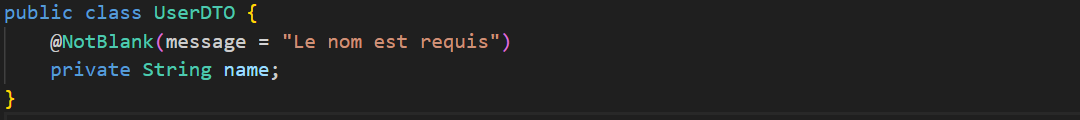 public class UserDTO {
    @NotBlank(message = "Le nom est requis")
    private String name;
}